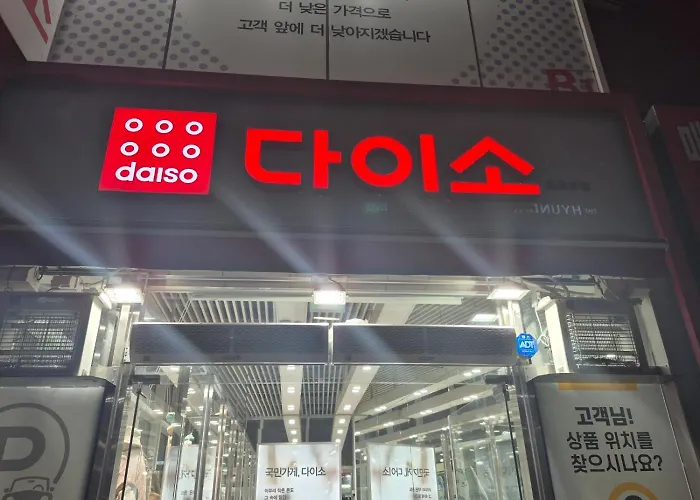 더 낮은 가격으로
고객 앞에 더 낮아지겠습니다
daiso
다이소
THE HYUND
ADT
국민가게, 다이소
고객님!
상품 위치를
찾으시나요?
P